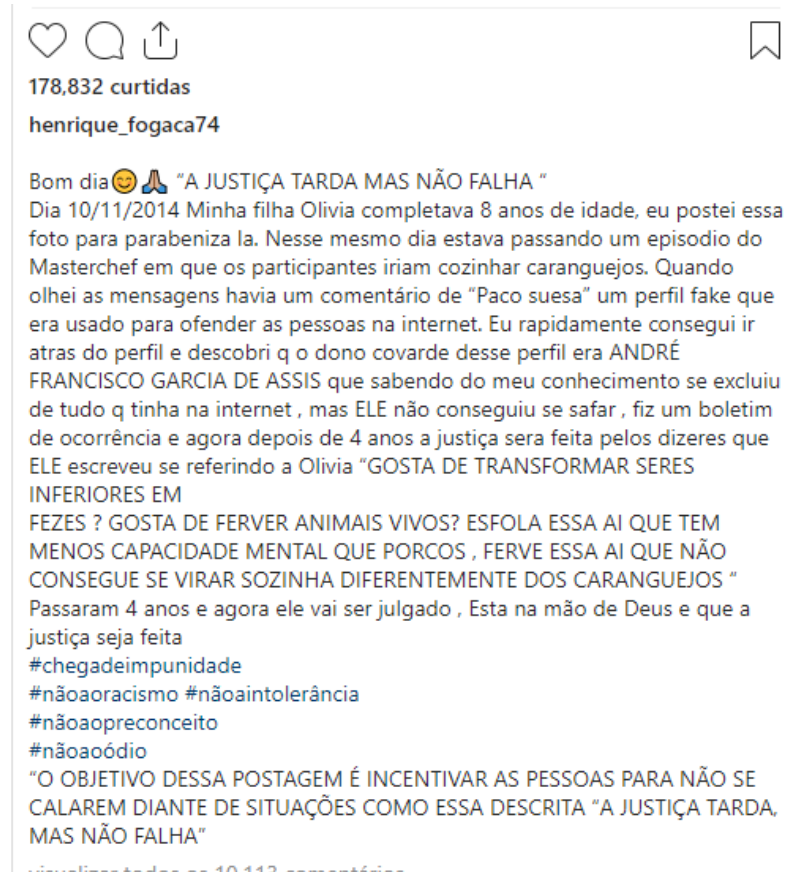 178,832 curtidas
henrique_fogaca74
Bom dia😊🙏🏽 “A JUSTIÇA TARDA MAS NÃO FALHA “
Dia 10/11/2014 Minha filha Olivia completava 8 anos de idade, eu postei essa
foto para parabeniza la. Nesse mesmo dia estava passando um episodio do
Masterchef em que os participantes iriam cozinhar caranguejos. Quando
olhei as mensagens havia um comentário de “Paco suesa” um perfil fake que
era usado para ofender as pessoas na internet. Eu rapidamente consegui ir
atras do perfil e descobri q o dono covarde desse perfil era ANDRÉ
FRANCISCO GARCIA DE ASSIS que sabendo do meu conhecimento se excluiu
de tudo q tinha na internet , mas ELE não conseguiu se safar , fiz um boletim
de ocorrência e agora depois de 4 anos a justiça sera feita pelos dizeres que
ELE escreveu se referindo a Olivia “GOSTA DE TRANSFORMAR SERES
INFERIORES EM
FEZES ? GOSTA DE FERVER ANIMAIS VIVOS? ESFOLA ESSA AI QUE TEM
MENOS CAPACIDADE MENTAL QUE PORCOS , FERVE ESSA AI QUE NÃO
CONSEGUE SE VIRAR SOZINHA DIFERENTEMENTE DOS CARANGUEJOS “
Passaram 4 anos e agora ele vai ser julgado , Esta na mão de Deus e que a
justiça seja feita
#chegadeimpunidade
#nãoaoracismo #nãoaintolerância
#nãoaopreconceito
#nãoaoódio
“O OBJETIVO DESSA POSTAGEM É INCENTIVAR AS PESSOAS PARA NÃO SE
CALAREM DIANTE DE SITUAÇÕES COMO ESSA DESCRITA “A JUSTIÇA TARDA,
MAS NÃO FALHA”
visualizar todos os 10,113 comentários